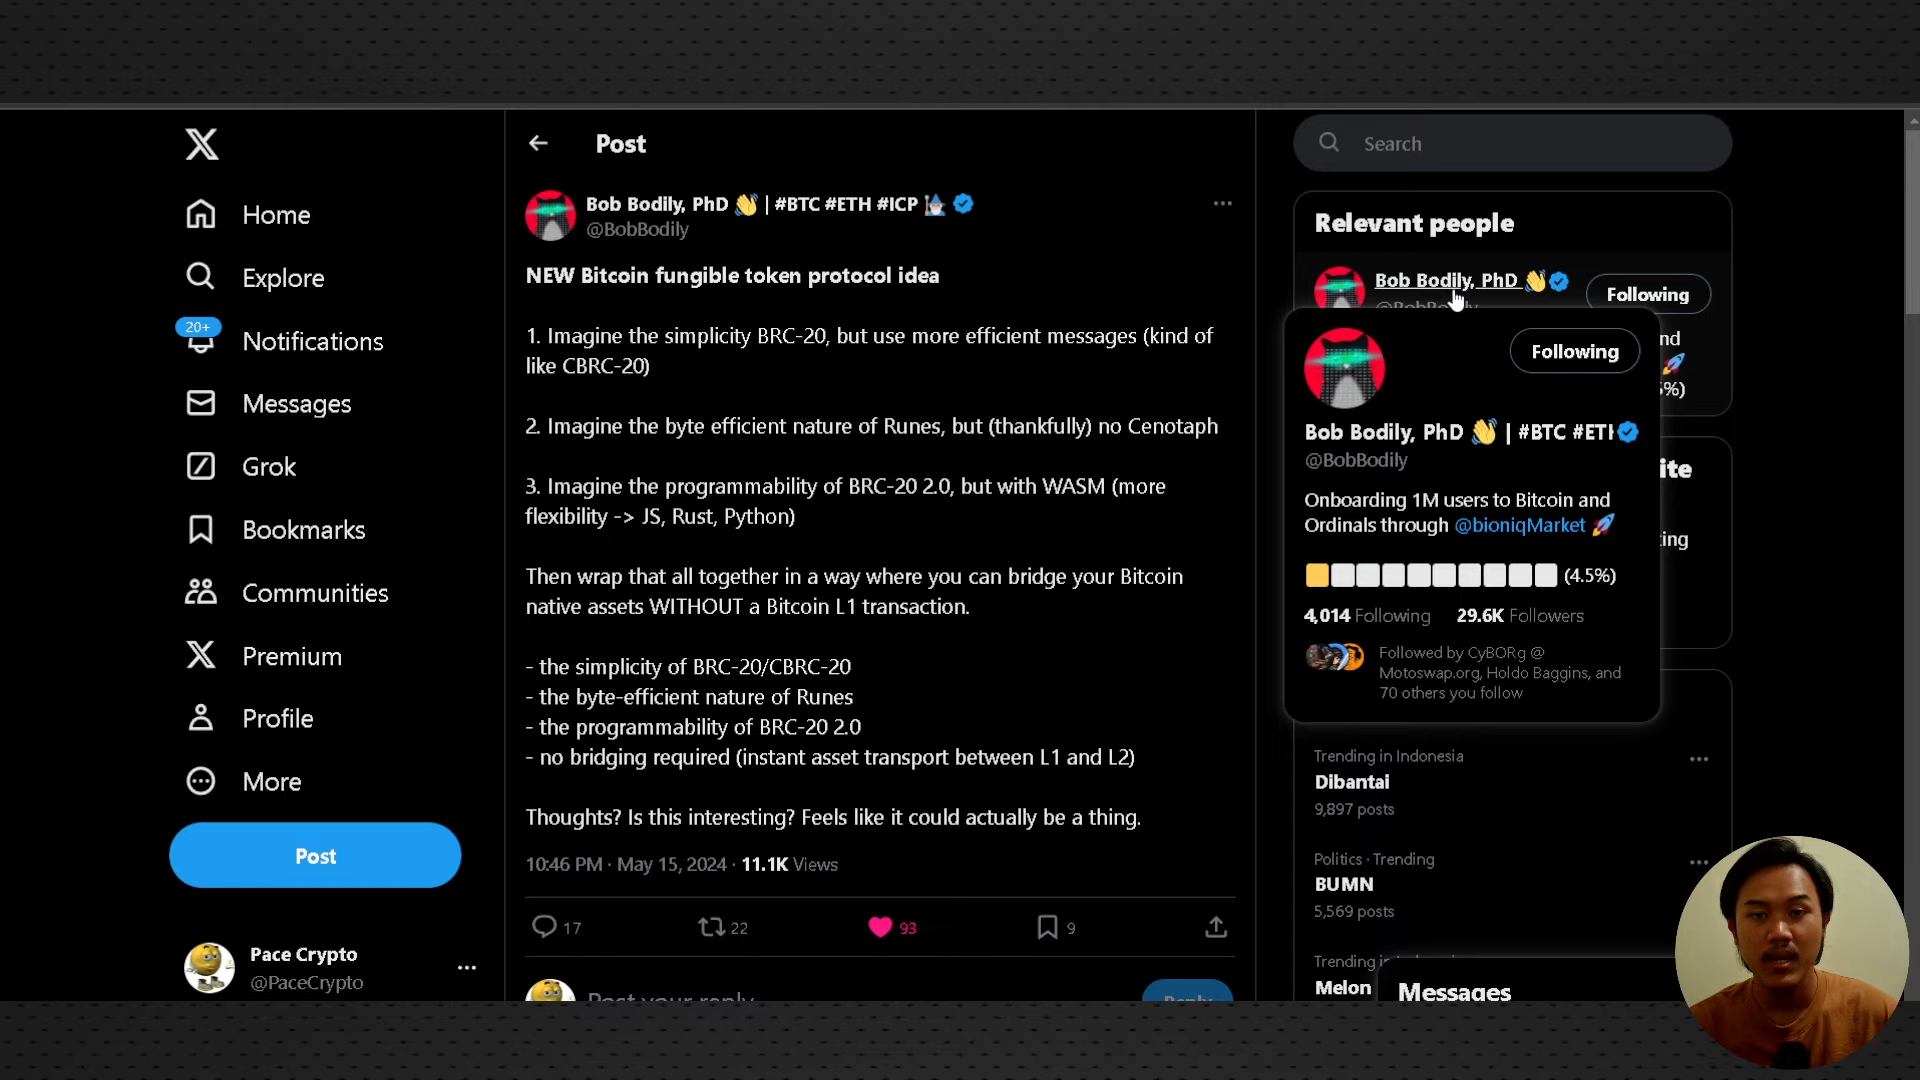 Home
Explore
20+
Notifications
Messages
Grok
Bookmarks
Communities
Premium
Profile
More
Post
Pace Crypto
@PaceCrypto
Post
Bob Bodily, PhD 👋 | #BTC #ETH #ICP 🧙‍♂️
@BobBodily
NEW Bitcoin fungible token protocol idea
1. Imagine the simplicity BRC-20, but use more efficient messages (kind of
like CBRC-20)
2. Imagine the byte efficient nature of Runes, but (thankfully) no Cenotaph
3. Imagine the programmability of BRC-20 2.0, but with WASM (more
flexibility -> JS, Rust, Python)
Then wrap that all together in a way where you can bridge your Bitcoin
native assets WITHOUT a Bitcoin L1 transaction.
- the simplicity of BRC-20/CBRC-20
- the byte-efficient nature of Runes
- the programmability of BRC-20 2.0
- no bridging required (instant asset transport between L1 and L2)
Thoughts? Is this interesting? Feels like it could actually be a thing.
10:46 PM · May 15, 2024 · 11.1K Views
17 22 93 9
Post your reply
Reply
Search
Relevant people
Bob Bodily, PhD 👋
@BobBodily
Following
nd
🚀
5%)
Following
Bob Bodily, PhD 👋 | #BTC #ETH
@BobBodily
Onboarding 1M users to Bitcoin and
Ordinals through @bioniqMarket 🚀
🟨⬜⬜⬜⬜⬜⬜⬜⬜⬜ (4.5%)
4,014 Following 29.6K Followers
Followed by CyBORg @
Motoswap.org, Holdo Baggins, and
70 others you follow
ite
ing
Trending in Indonesia
Dibantai
9,897 posts
Politics · Trending
BUMN
5,569 posts
Trending
Melon
Messages